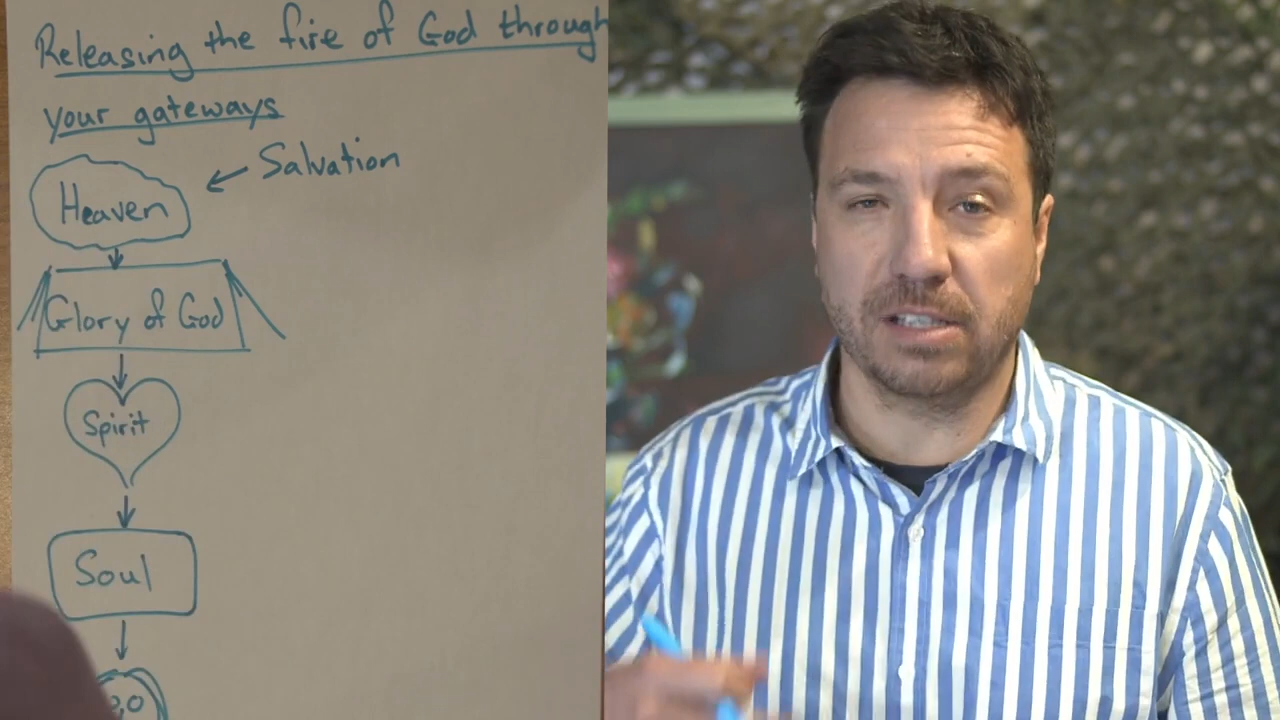 Releasing the fire of God through
your gateways
Salvation
Heaven
Glory of God
Spirit
Soul